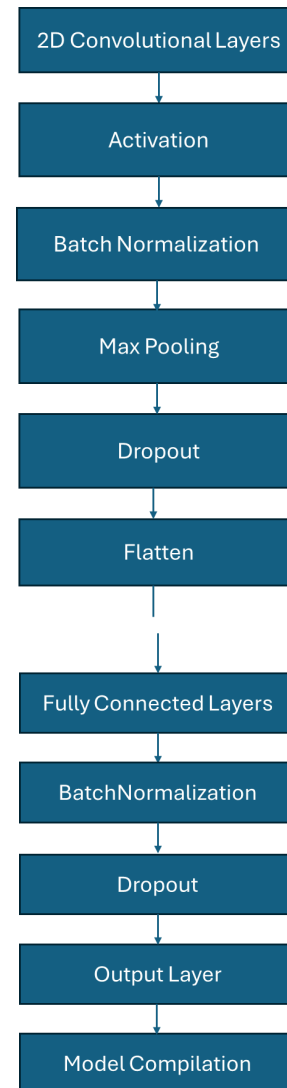 2D Convolutional Layers
Activation
Batch Normalization
Max Pooling
Dropout
Flatten
Fully Connected Layers
BatchNormalization
Dropout
Output Layer
Model Compilation